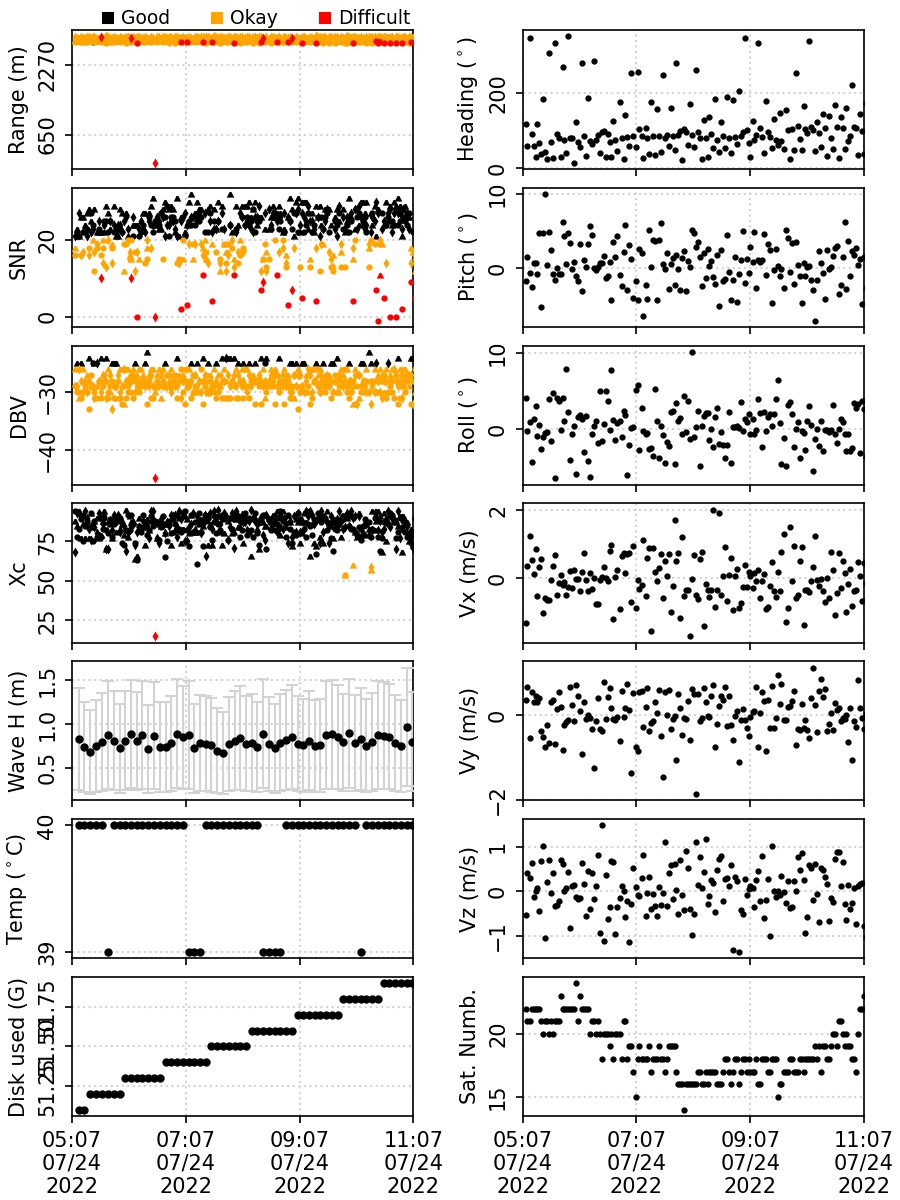 Good Okay Difficult
Range (m)
2270
650
Heading (°)
200
0
SNR
20
0
Pitch (°)
10
0
DBV
−30
−40
Roll (°)
10
0
Xc
75
50
25
Vx (m/s)
2
0
Wave H (m)
1.5
1.0
0.5
Vy (m/s)
0
−2
Temp (°C)
40
39
Vz (m/s)
1
0
−1
Disk used (G)
51.75
51.50
51.25
Sat. Numb.
20
15
05:07 07:07 09:07 11:07
07/24 07/24 07/24 07/24
2022 2022 2022 2022
05:07 07:07 09:07 11:07
07/24 07/24 07/24 07/24
2022 2022 2022 2022